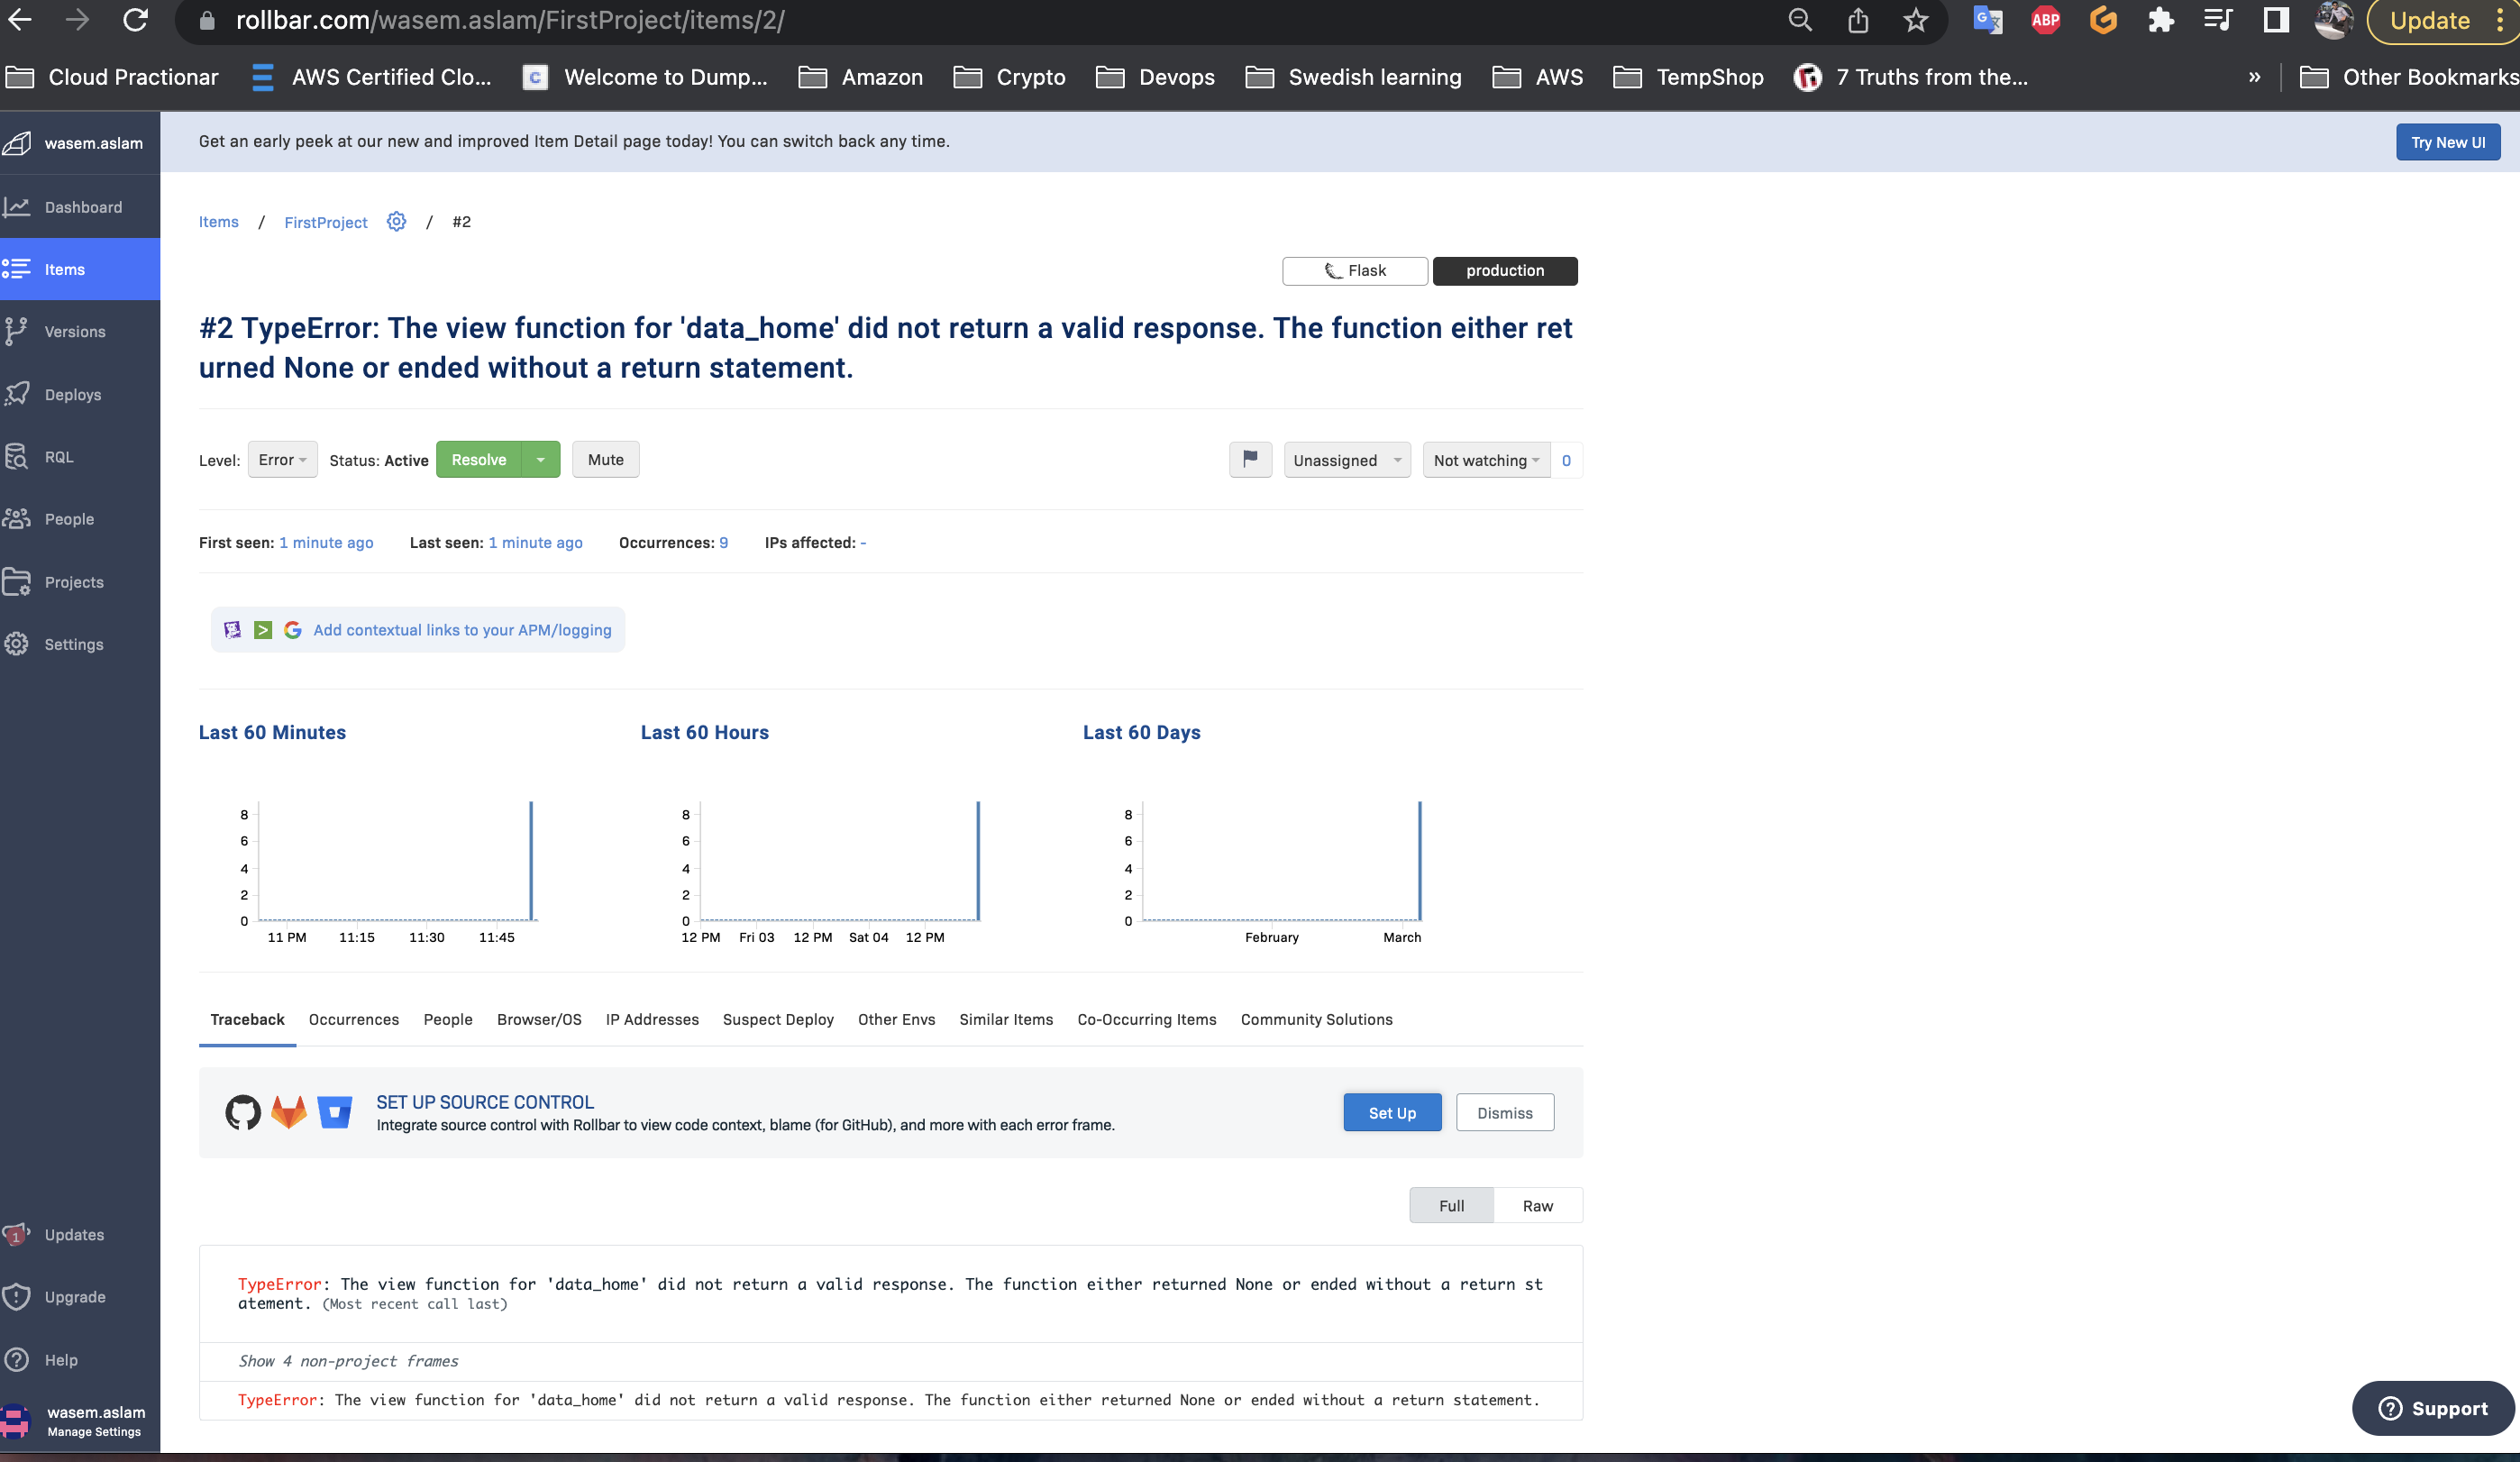 rollbar.com/wasem.aslam/FirstProject/items/2/
ABP
Update
Cloud Practionar
AWS Certified Clo...
C
Welcome to Dump...
Amazon
Crypto
Devops
Swedish learning
AWS
TempShop
7 Truths from the...
»
Other Bookmarks
wasem.aslam
Get an early peek at our new and improved Item Detail page today! You can switch back any time.
Try New UI
Dashboard
Items
Versions
Deploys
RQL
People
Projects
Settings
Items / FirstProject / #2
Flask
production
#2 TypeError: The view function for 'data_home' did not return a valid response. The function either ret
urned None or ended without a return statement.
Level: Error Status: Active Resolve Mute
Unassigned Not watching 0
First seen: 1 minute ago Last seen: 1 minute ago Occurrences: 9 IPs affected: -
Add contextual links to your APM/logging
Last 60 Minutes
8
6
4
2
0
11 PM 11:15 11:30 11:45
Last 60 Hours
8
6
4
2
0
12 PM Fri 03 12 PM Sat 04 12 PM
Last 60 Days
8
6
4
2
0
February March
Traceback Occurrences People Browser/OS IP Addresses Suspect Deploy Other Envs Similar Items Co-Occurring Items Community Solutions
SET UP SOURCE CONTROL
Integrate source control with Rollbar to view code context, blame (for GitHub), and more with each error frame.
Set Up Dismiss
Full Raw
TypeError: The view function for 'data_home' did not return a valid response. The function either returned None or ended without a return st
atement. (Most recent call last)
Show 4 non-project frames
TypeError: The view function for 'data_home' did not return a valid response. The function either returned None or ended without a return statement.
1
Updates
Upgrade
Help
wasem.aslam
Manage Settings
Support